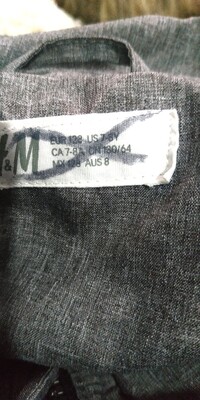 &M
EUR 128 US 7-8Y
CA 7-8Y CN 130/64
MX 128 AUS 8